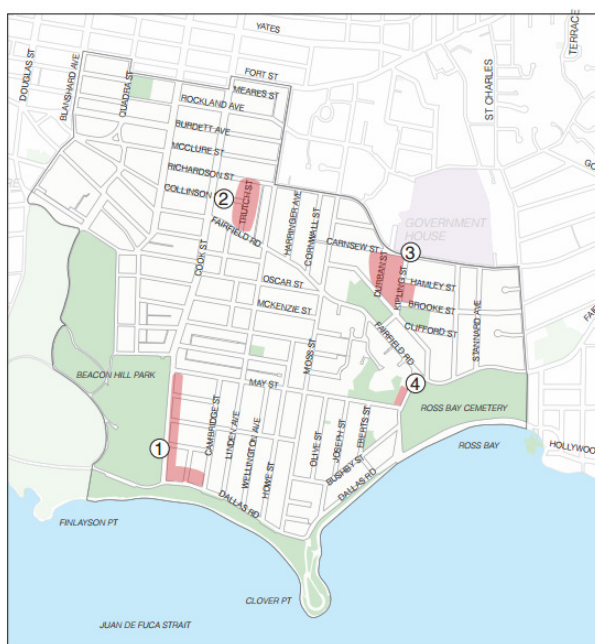 YATES
TERRACE
DOUGLAS ST
BLANSHARD AVE
QUADRA ST
FORT ST
MEARES ST
ST CHARLES
ROCKLAND AVE
BURDETT AVE
MCCLURE ST
RICHARDSON ST
COLLINSON
TRUTCH ST
2
FAIRFIELD RD
HARRINGER AVE
CORNWALL ST
GOVERNMENT
HOUSE
CARNSEW ST
3
COOK ST
OSCAR ST
DURBAN ST
KIPLING ST
HAMLEY ST
MCKENZIE ST
BROOKE ST
CLIFFORD ST
STANNARD AVE
FAIRFIELD RD
MOSS ST
BEACON HILL PARK
MAY ST
4
ROSS BAY CEMETERY
1
CAMBRIDGE ST
LINDEN AVE
WELLINGTON AVE
HOWE ST
OLIVE ST
JOSEPH ST
EBERTS ST
BUSHBY ST
DALLAS RD
ROSS BAY
HOLLYWOO
DALLAS RD
FINLAYSON PT
CLOVER PT
JUAN DE FUCA STRAIT